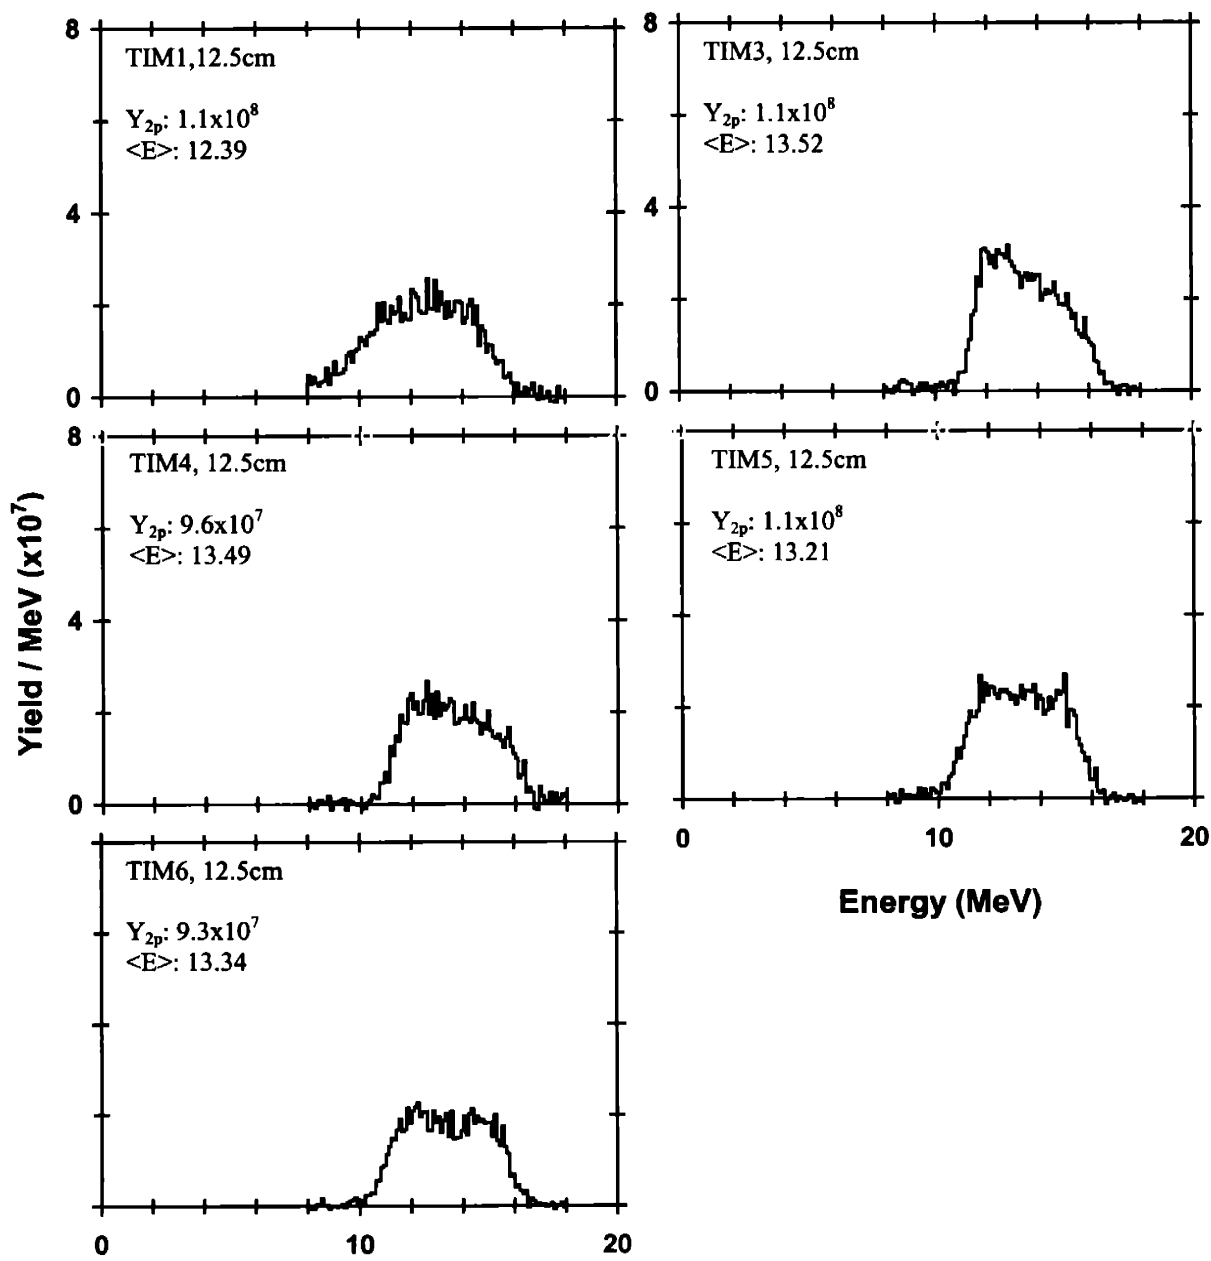 8
TIM1,12.5cm
Y2p: 1.1x10^8
<E>: 12.39
4
0
8
TIM3, 12.5cm
Y2p: 1.1x10^8
<E>: 13.52
4
0
20
8
TIM4, 12.5cm
Y2p: 9.6x10^7
<E>: 13.49
4
0
TIM5, 12.5cm
Y2p: 1.1x10^8
<E>: 13.21
0
10
20
Yield / MeV (x10^7)
Energy (MeV)
TIM6, 12.5cm
Y2p: 9.3x10^7
<E>: 13.34
0
10
20